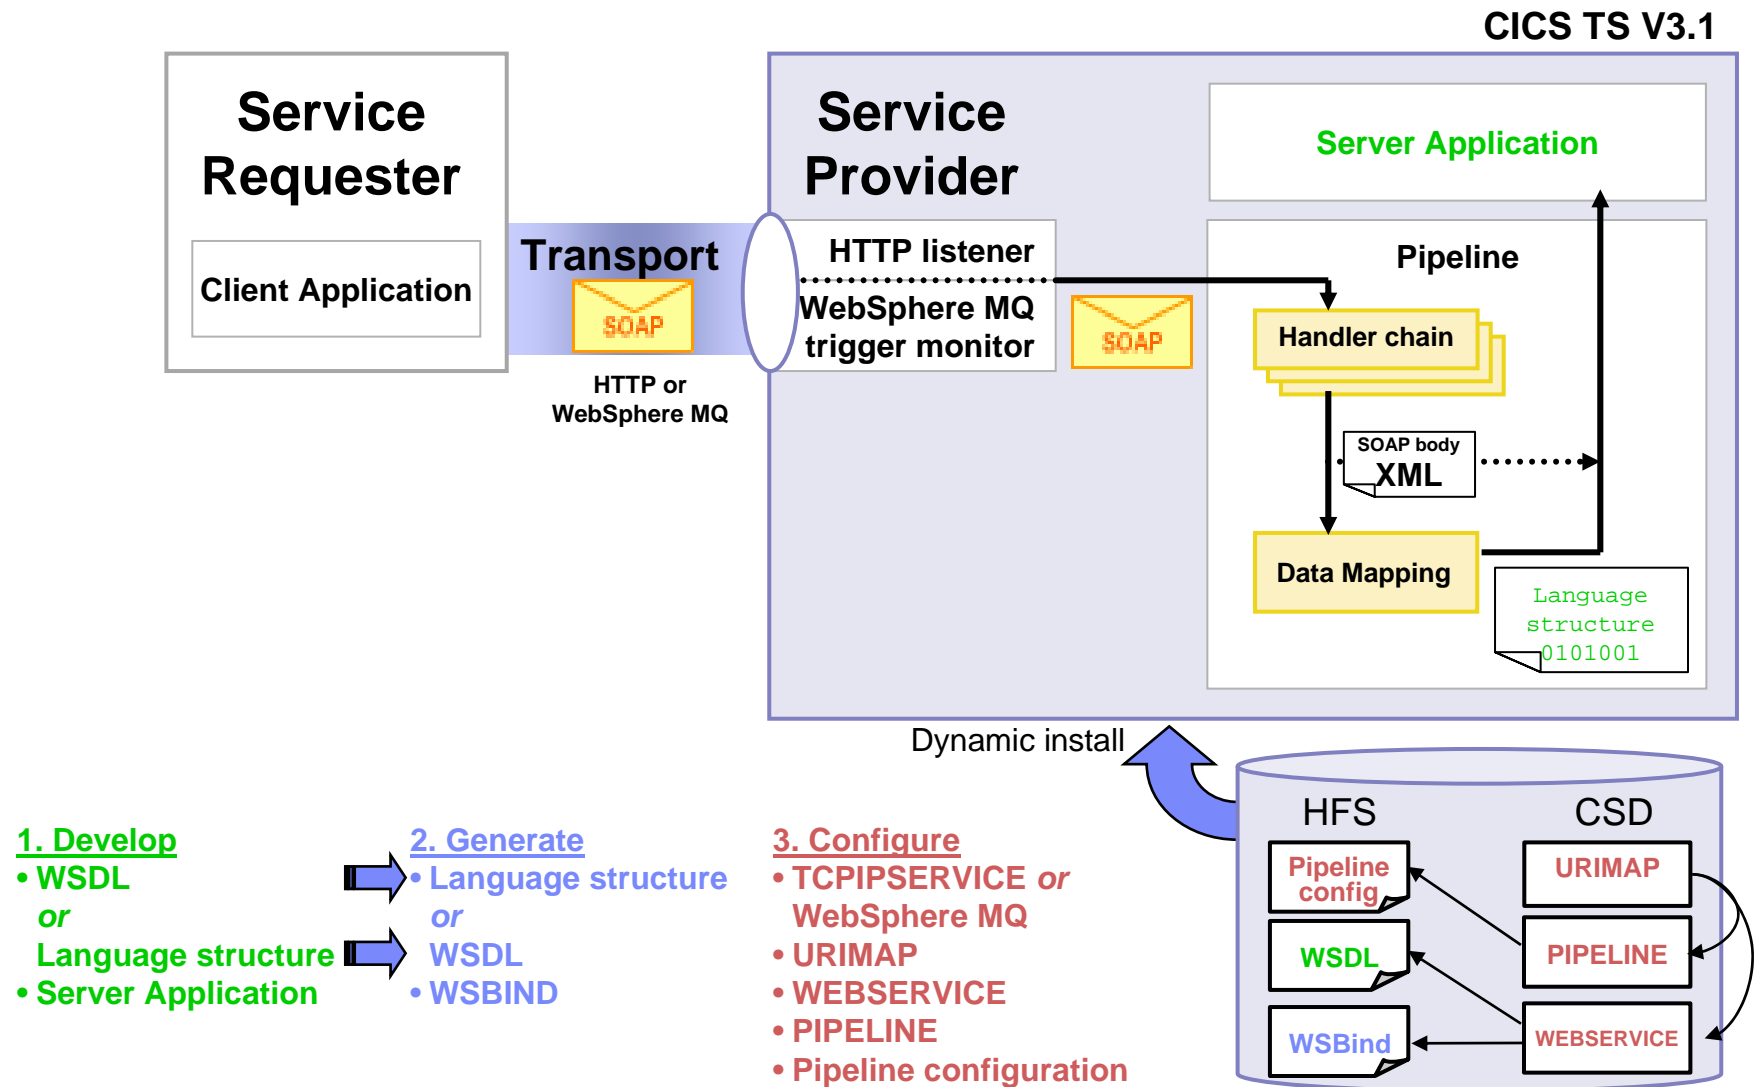 CICS TS V3.1
Service
Requester
Client Application
Transport
SOAP
HTTP or
WebSphere MQ
Service
Provider
HTTP listener
WebSphere MQ
trigger monitor
SOAP
Server Application
Pipeline
Handler chain
SOAP body
XML
Data Mapping
Language
structure
0101001
Dynamic install
1. Develop
• WSDL
or
Language structure
• Server Application
2. Generate
• Language structure
or
WSDL
• WSBIND
3. Configure
• TCPIPSERVICE or
WebSphere MQ
• URIMAP
• WEBSERVICE
• PIPELINE
• Pipeline configuration
HFS
Pipeline
config
WSDL
WSBind
CSD
URIMAP
PIPELINE
WEBSERVICE